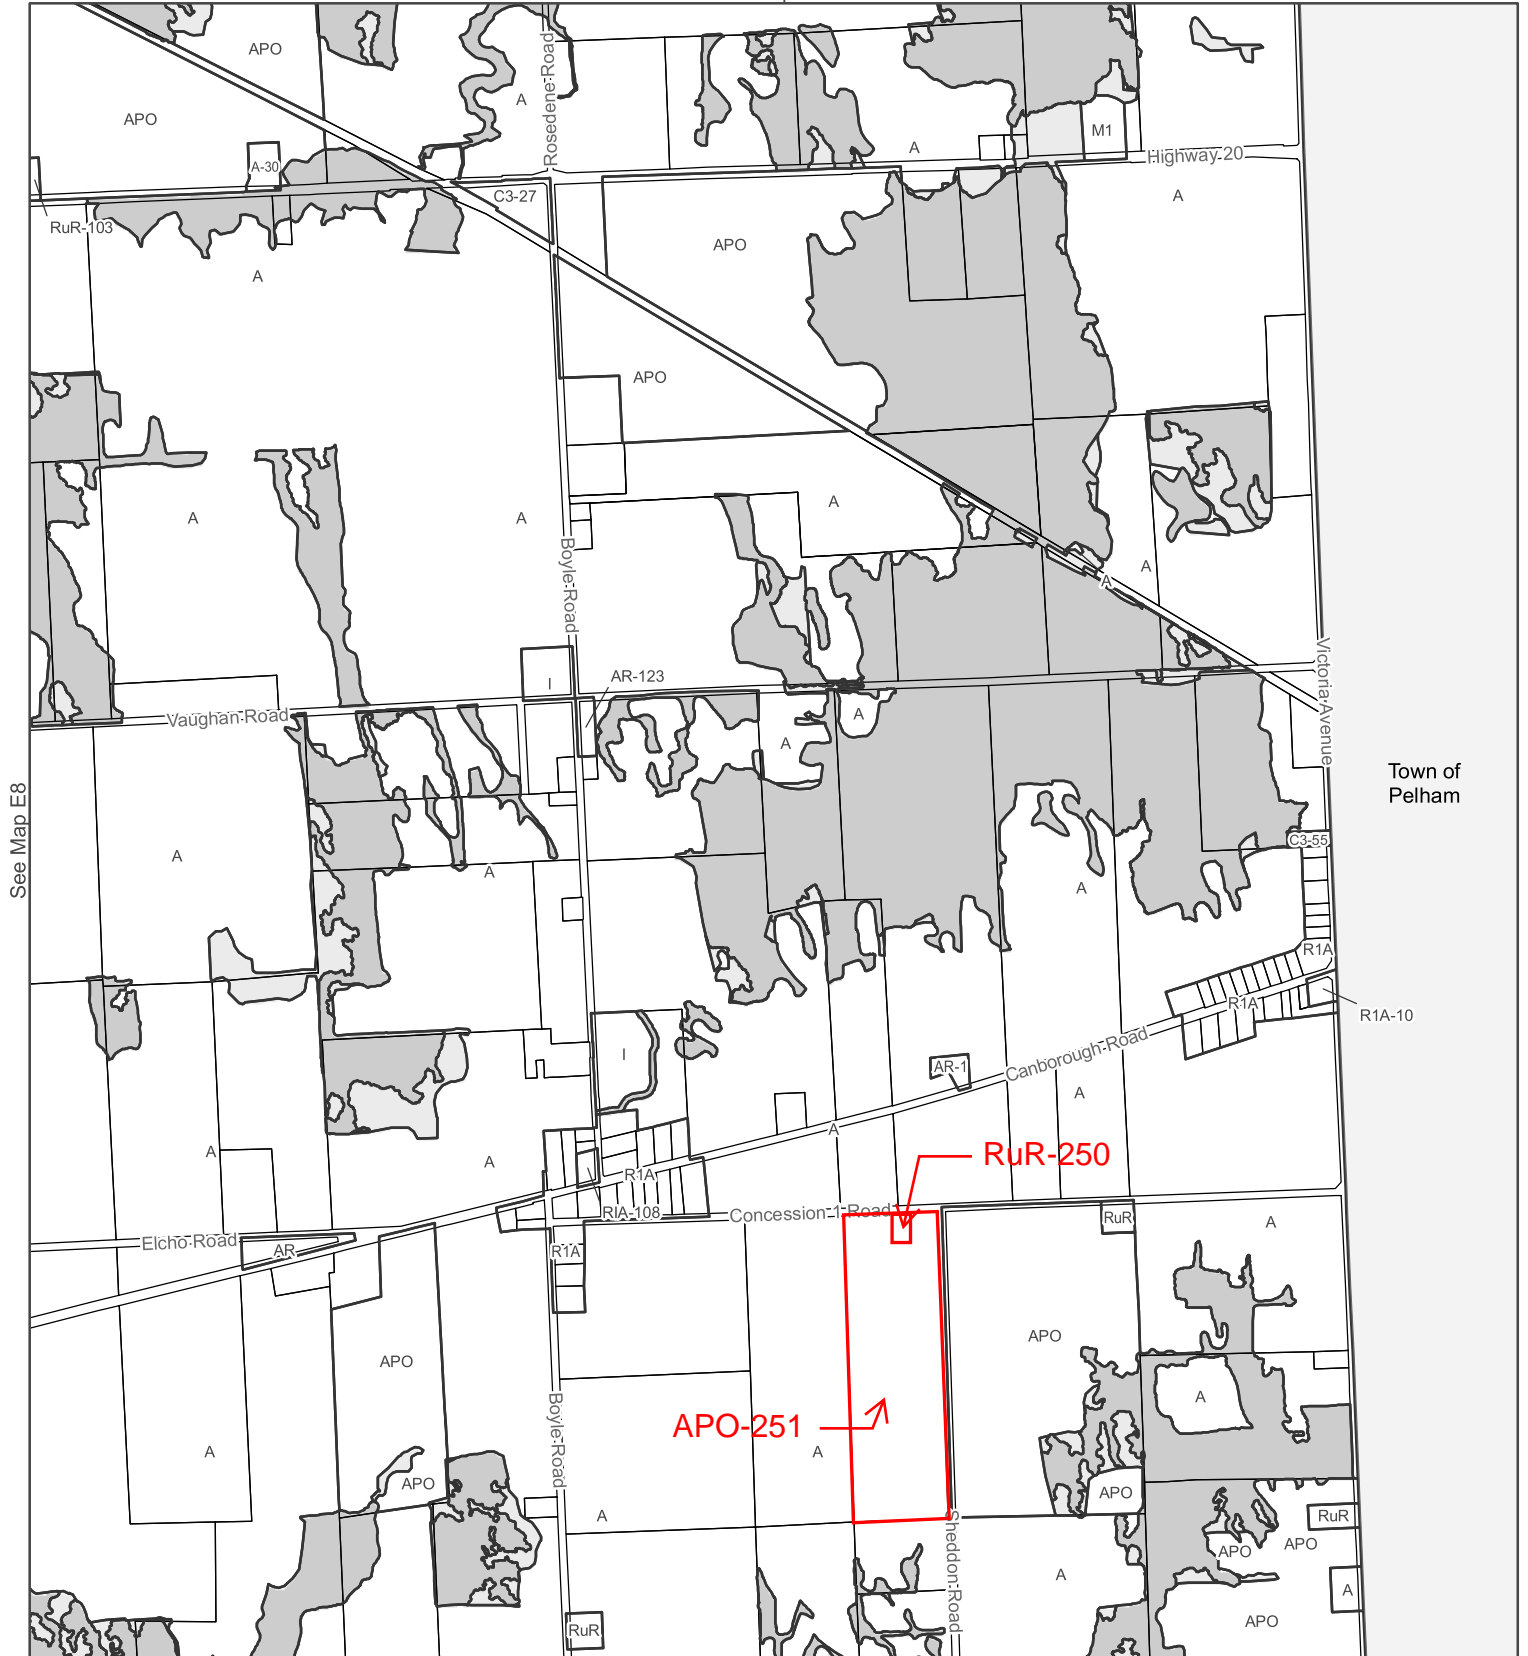 APO
Rosedene Road
A
APO
M1
A
Highway 20
A-30
C3-27
A
RuR-103
APO
A
APO
A
A
A
Boyle Road
A
A
Victoria Avenue
I
AR-123
Vaughan Road
A
A
Town of
Pelham
See Map E8
A
C3-55
A
A
R1A
R1A
R1A-10
I
Canborough Road
AR-1
A
A
A
A
RuR-250
R1A
RIA-108
Concession 1 Road
RuR
A
Elcho Road
AR
R1A
APO
APO
A
Boyle Road
APO-251
A
A
APO
APO
A
Sheddon Road
RuR
APO
APO
A
A
APO
RuR